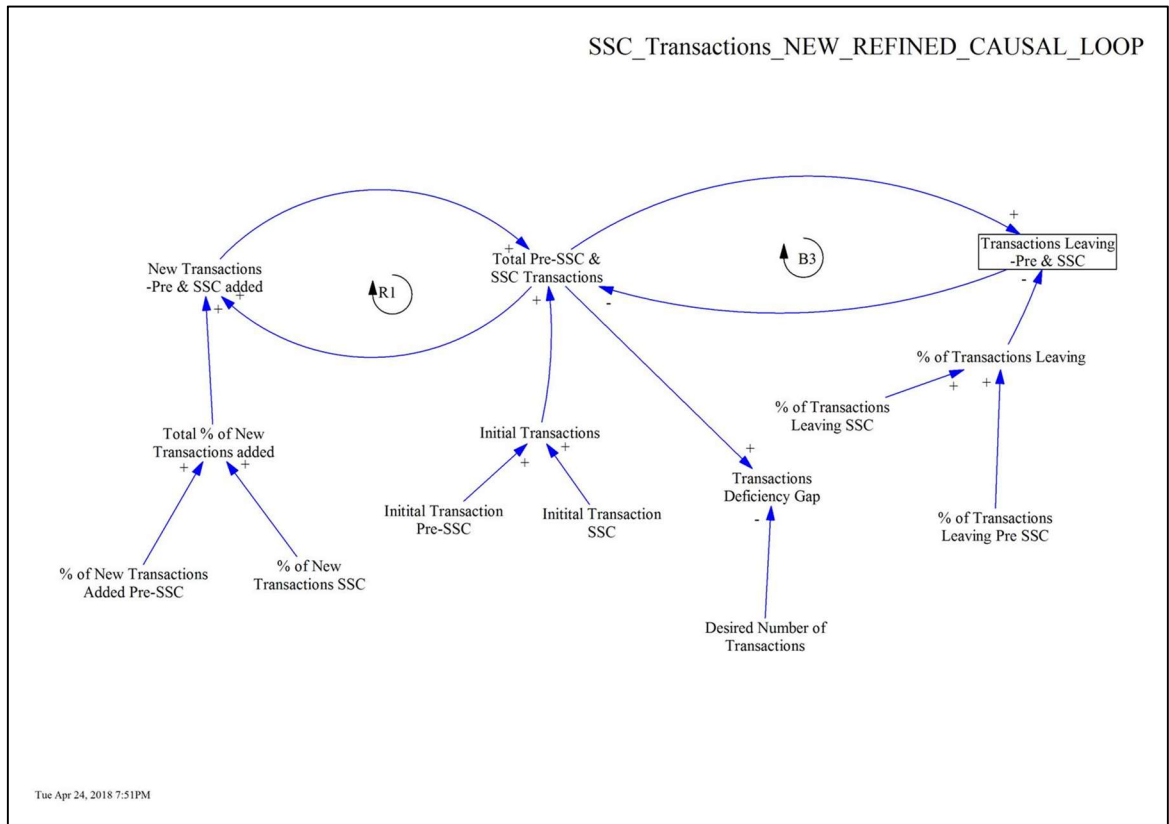 SSC_Transactions_NEW_REFINED_CAUSAL_LOOP
+
+
Total Pre-SSC &
SSC Transactions
New Transactions
-Pre & SSC added
R1
B3
Transactions Leaving
-Pre & SSC
+
+
+
-
-
% of Transactions Leaving
+
+
% of Transactions
Leaving SSC
Total % of New
Transactions added
+
+
Initial Transactions
+
+
+
Transactions
Deficiency Gap
-
Initital Transaction
Pre-SSC
Initital Transaction
SSC
% of Transactions
Leaving Pre SSC
% of New Transactions
Added Pre-SSC
% of New
Transactions SSC
Desired Number of
Transactions
Tue Apr 24, 2018 7:51PM